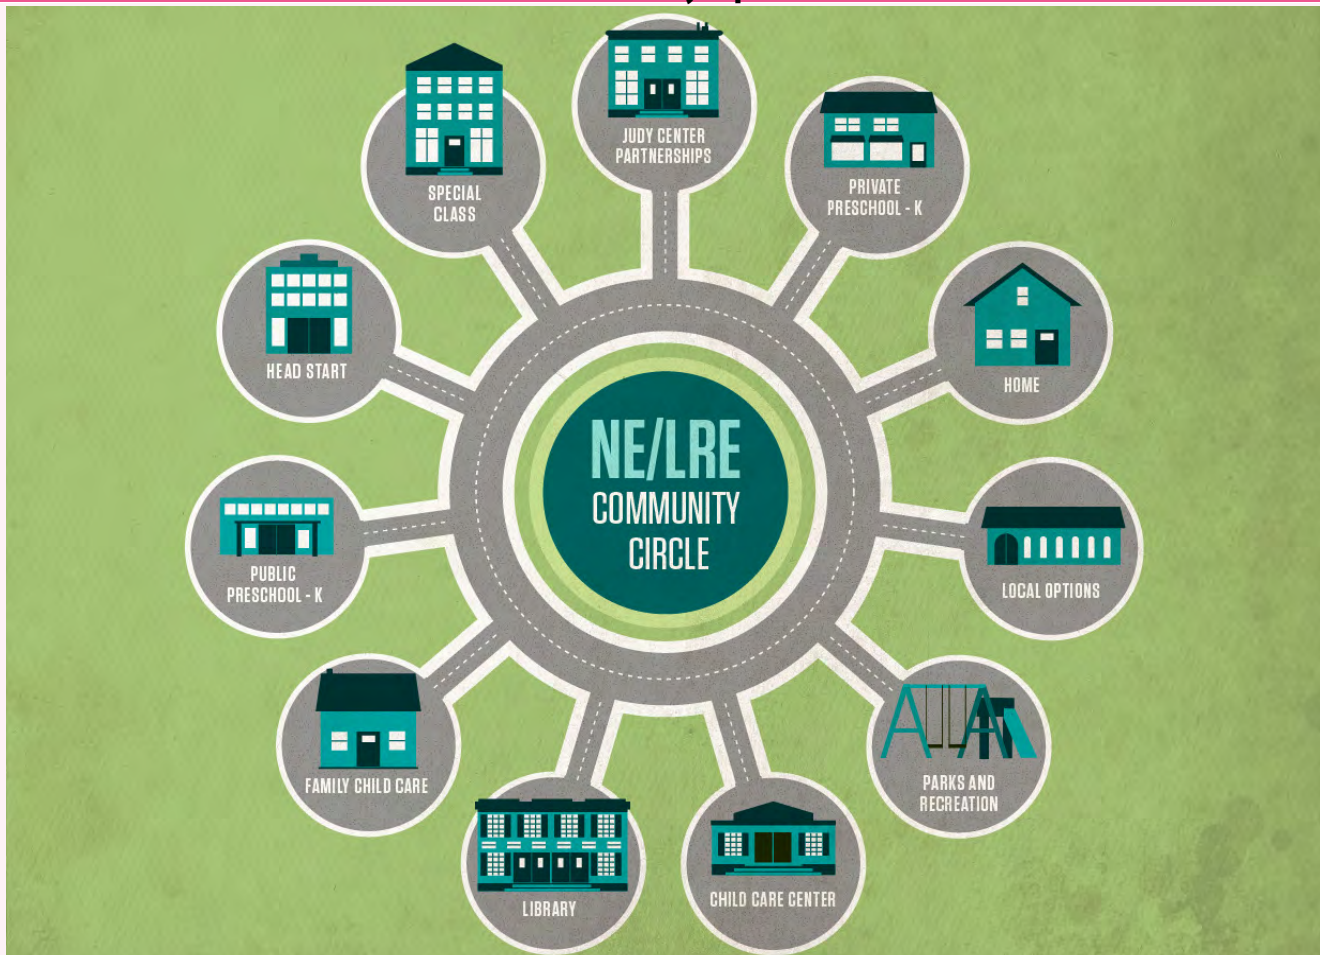 JUDY CENTER
PARTNERSHIPS
PRIVATE
PRESCHOOL - K
HOME
LOCAL OPTIONS
PARKS AND
RECREATION
CHILD CARE CENTER
LIBRARY
FAMILY CHILD CARE
PUBLIC
PRESCHOOL - K
HEAD START
SPECIAL
CLASS
NE/LRE
COMMUNITY
CIRCLE